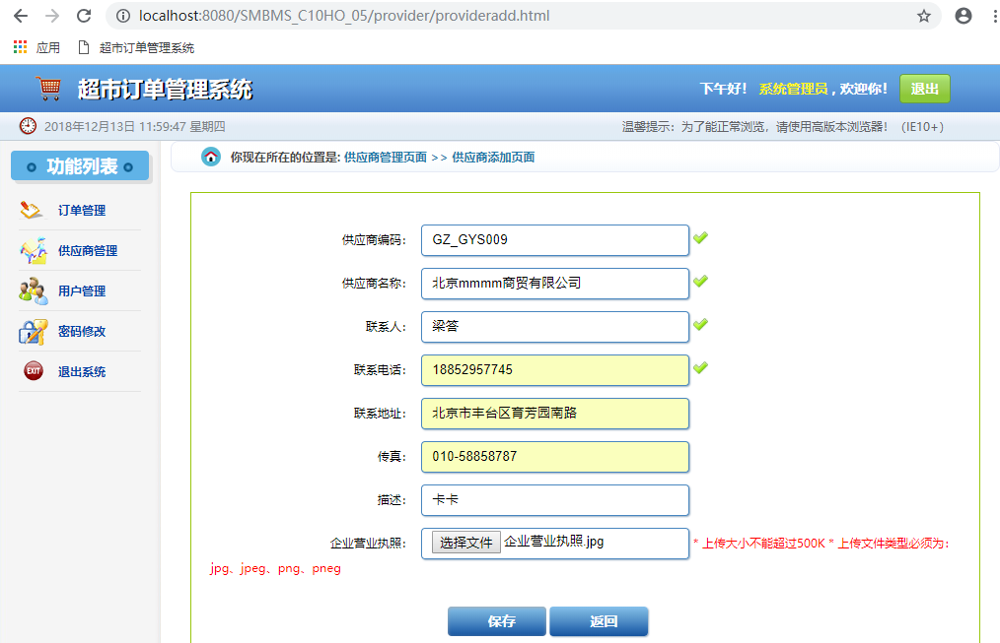 localhost:8080/SMBMS_C10HO_05/provider/provideradd.html
应用 超市订单管理系统
超市订单管理系统 下午好！ 系统管理员 , 欢迎你！ 退出
2018年12月13日 11:59:47 星期四 温馨提示：为了能正常浏览，请使用高版本浏览器！（IE10+）
功能列表 你现在所在的位置是: 供应商管理页面 >> 供应商添加页面
订单管理
供应商管理
用户管理
密码修改
EXIT 退出系统
供应商编码： GZ_GYS009
供应商名称： 北京mmmm商贸有限公司
联系人： 梁答
联系电话： 18852957745
联系地址： 北京市丰台区育芳园南路
传真： 010-58858787
描述： 卡卡
企业营业执照： 选择文件 企业营业执照.jpg * 上传大小不能超过500K * 上传文件类型必须为：
jpg、jpeg、png、pneg
保存 返回